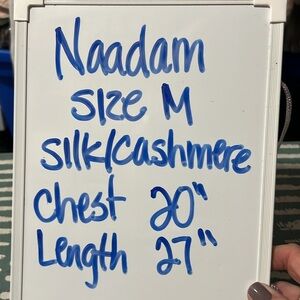 Naadam
size M
silk/cashmere
chest 20"
Length 27"